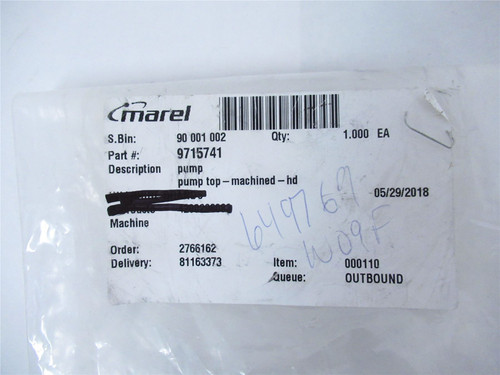 marel
S.Bin: 90 001 002 Qty: 1.000 EA
Part #: 9715741
Description pump
pump top-machined-hd
05/29/2018
Machine
649769
W09F
Order: 2766162
Delivery: 81163373 Item: 000110
Queue: OUTBOUND